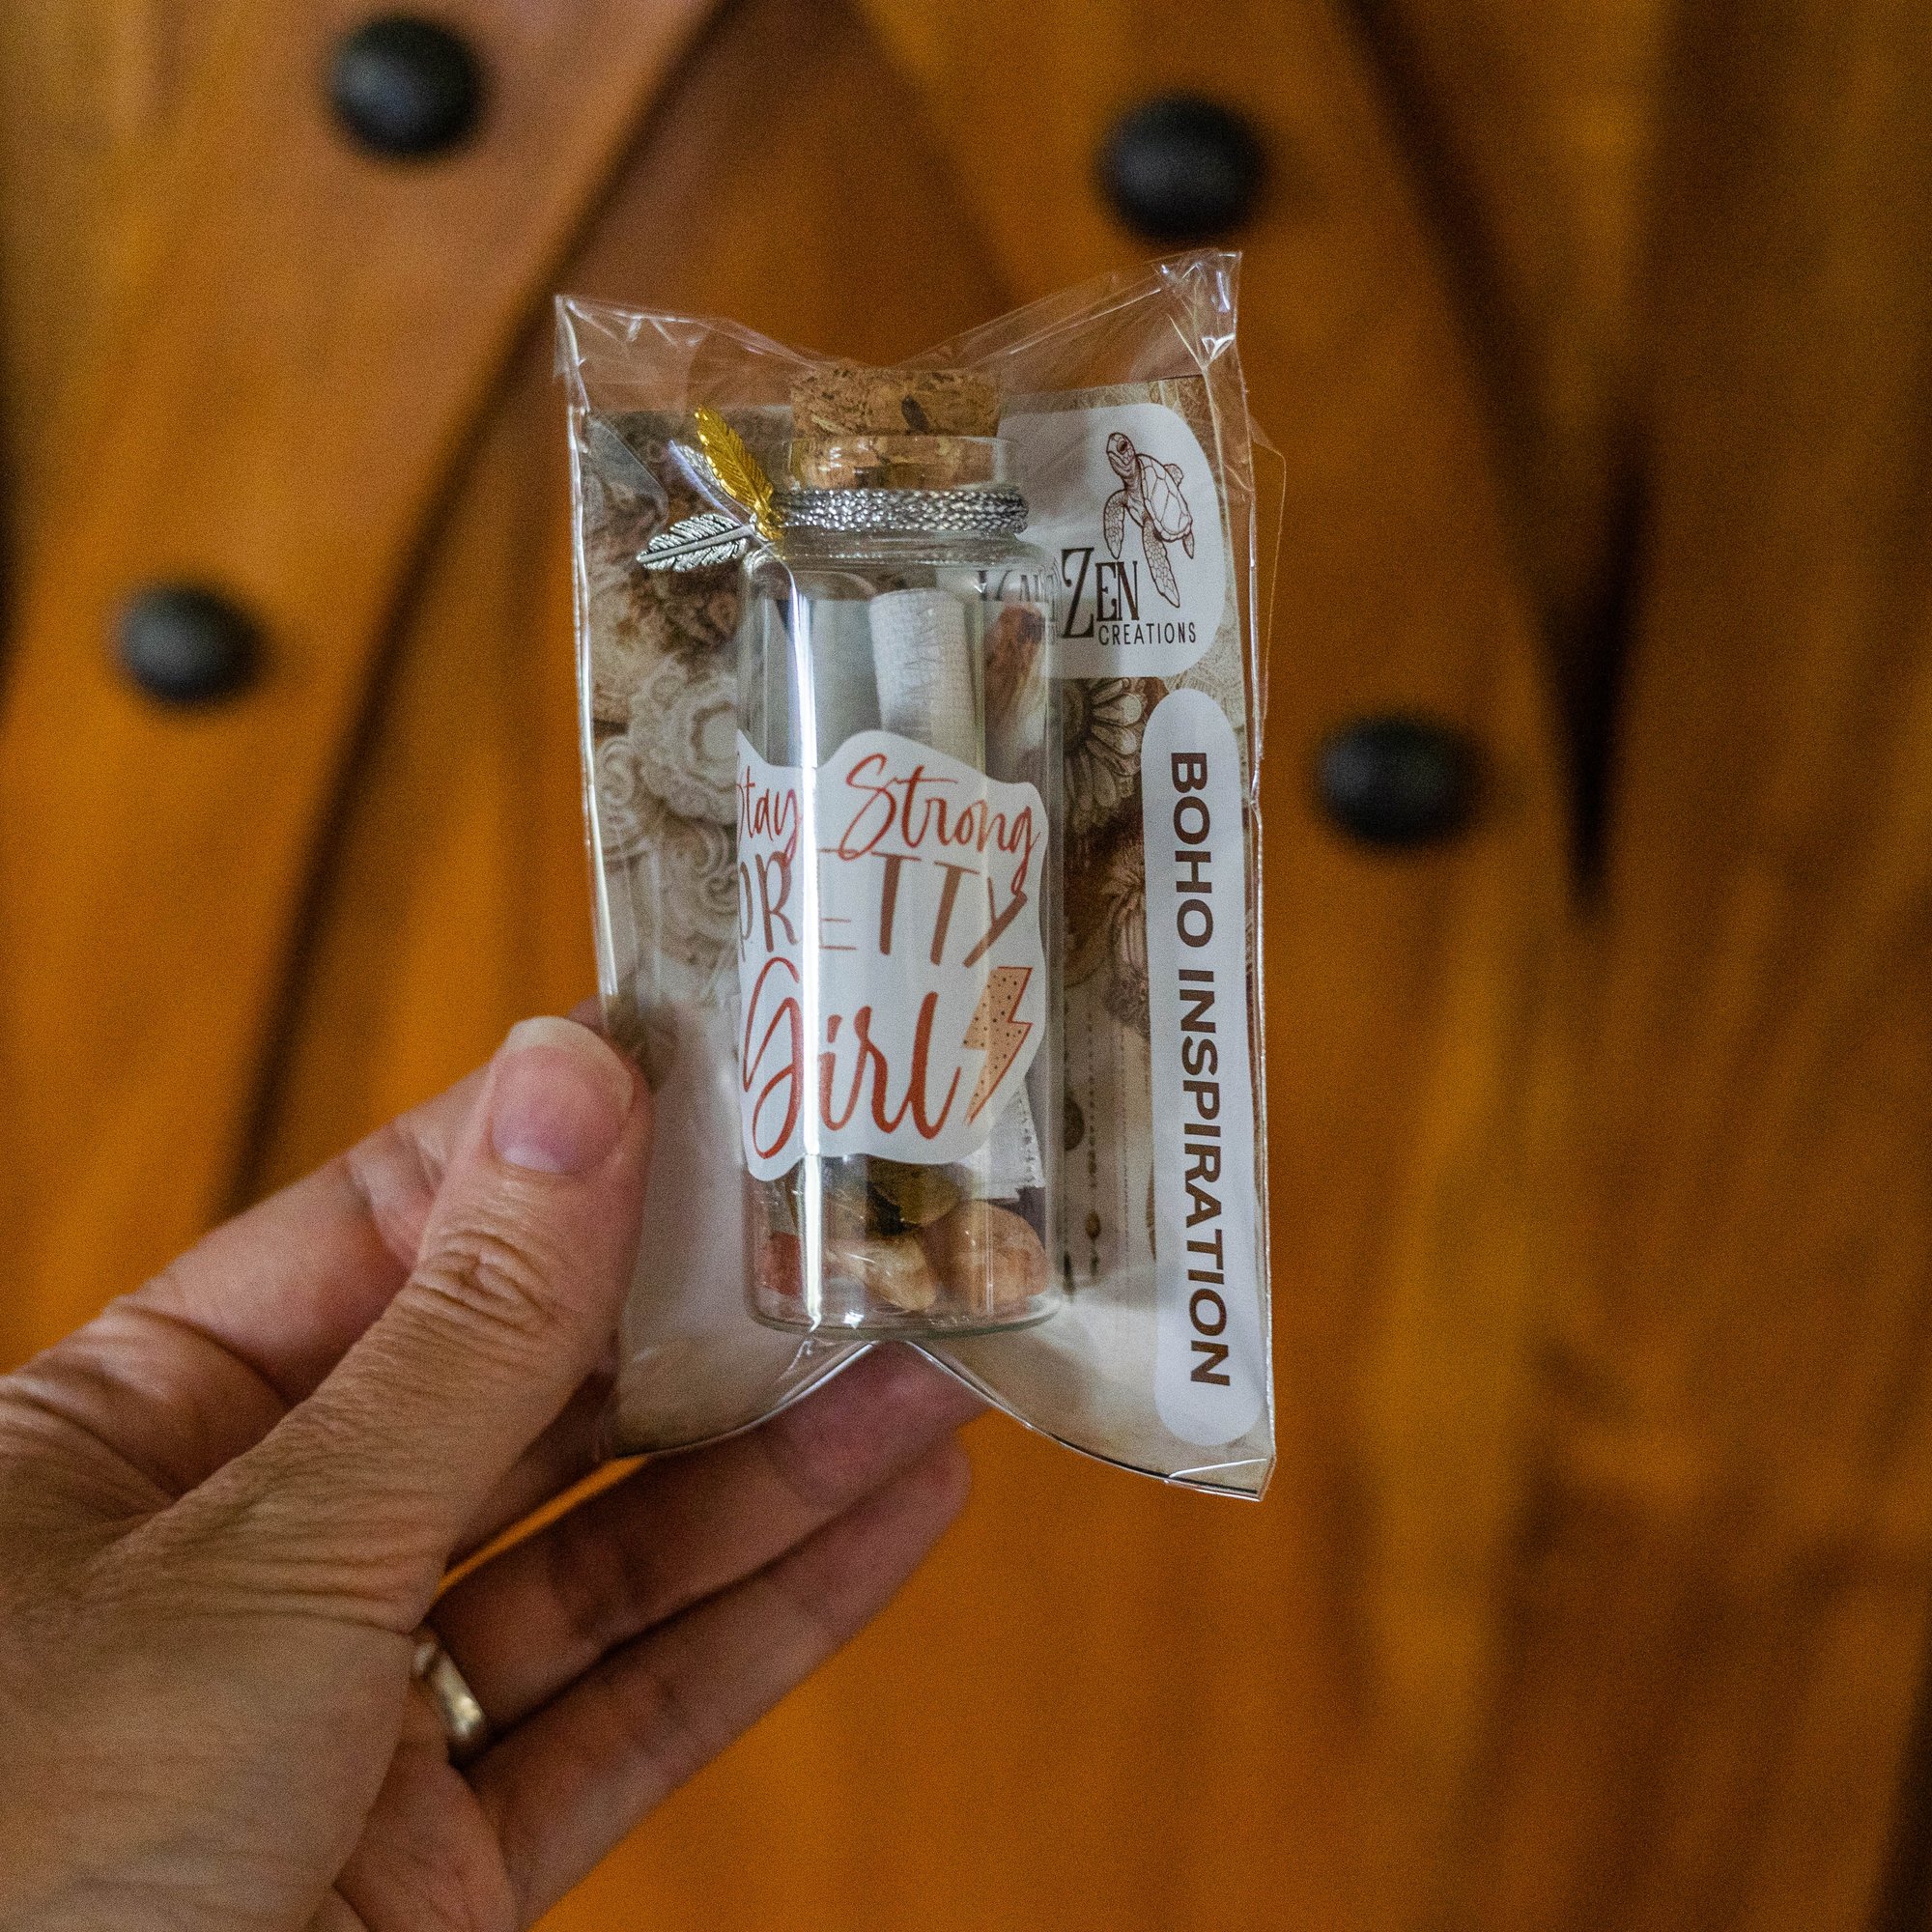 Zen
CREATIONS
Stay Strong
PRETTY
Girl
BOHO INSPIRATION